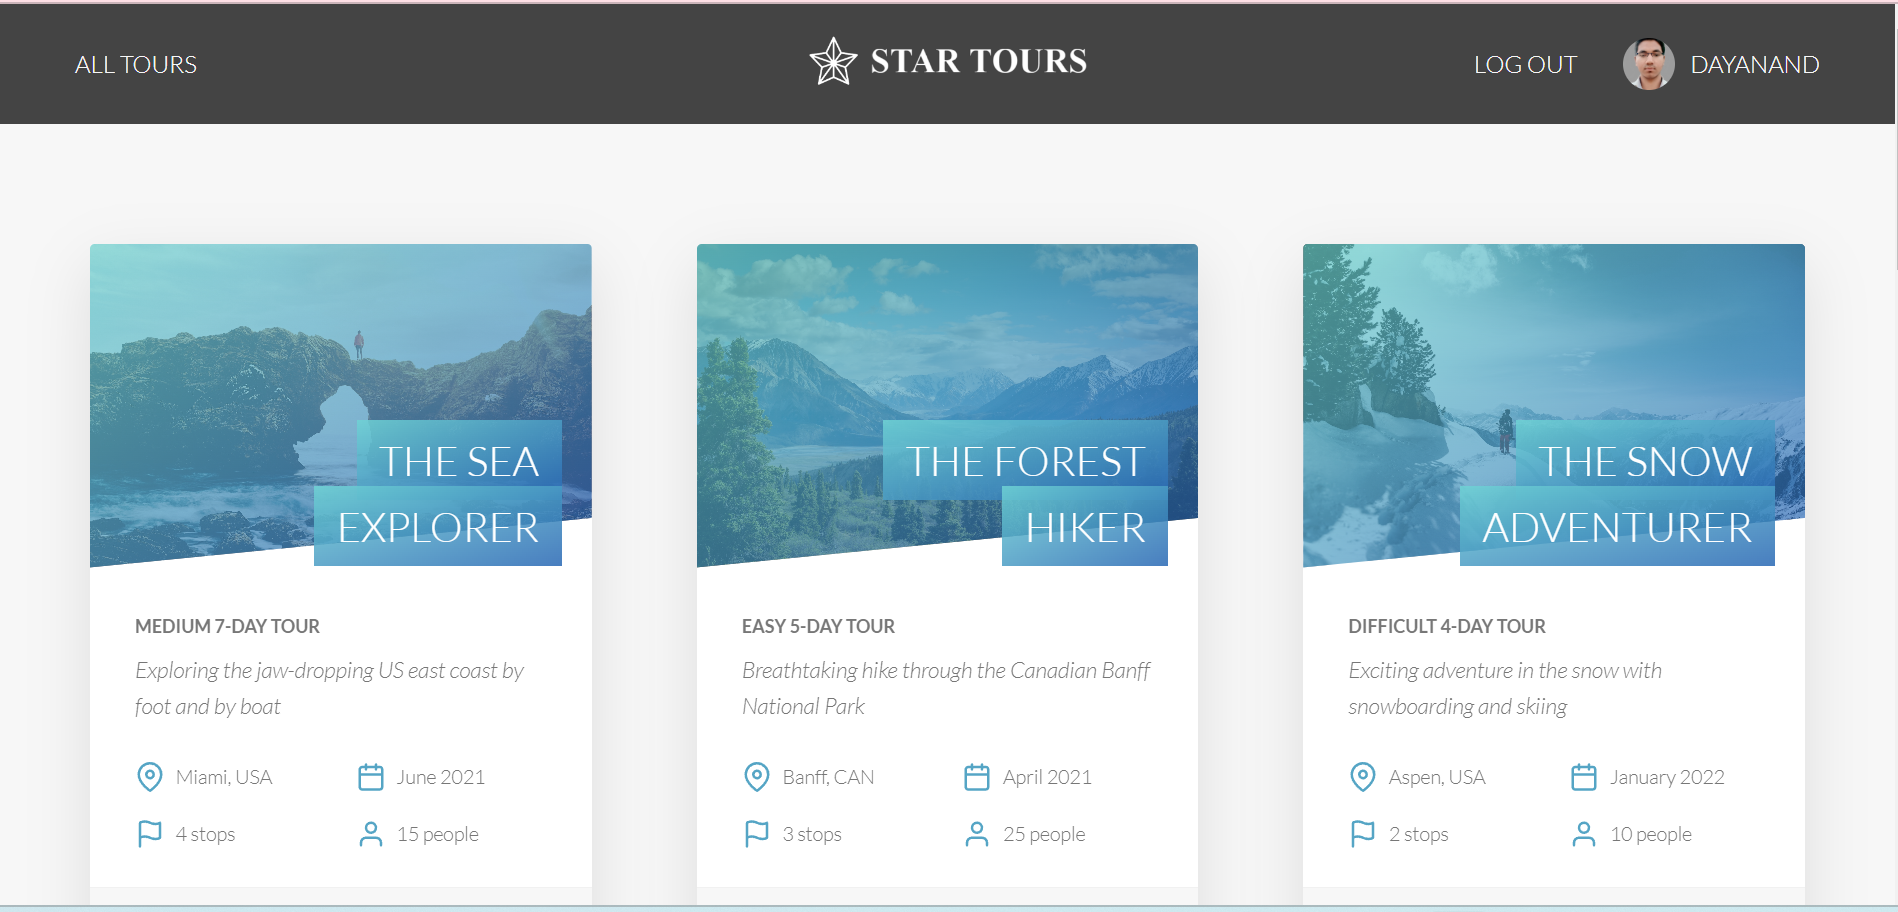 ALL TOURS
STAR TOURS
LOG OUT
DAYANAND
THE SEA
EXPLORER
MEDIUM 7-DAY TOUR
Exploring the jaw-dropping US east coast by
foot and by boat
Miami, USA
June 2021
4 stops
15 people
THE FOREST
HIKER
EASY 5-DAY TOUR
Breathtaking hike through the Canadian Banff
National Park
Banff, CAN
April 2021
3 stops
25 people
THE SNOW
ADVENTURER
DIFFICULT 4-DAY TOUR
Exciting adventure in the snow with
snowboarding and skiing
Aspen, USA
January 2022
2 stops
10 people